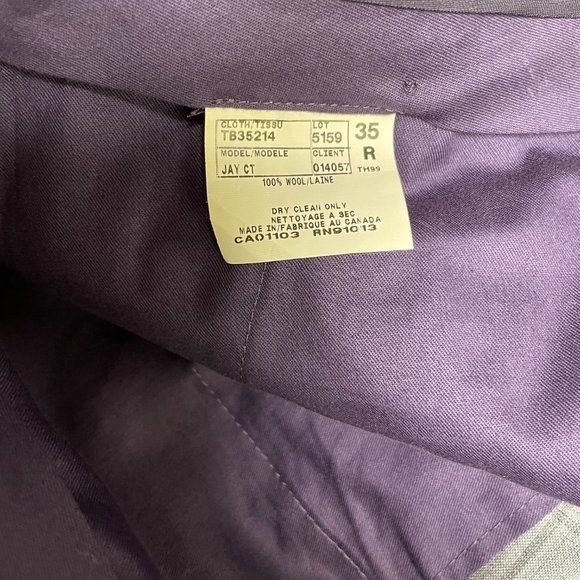 CLOTH/TISSU LOT 35
TB35214 5159
MODEL/MODELE CLIENT R
JAY CT 014057 TH99
100% WOOL/LAINE
DRY CLEAN ONLY
NETTOYAGE A SEC
MADE IN/FABRIQUE AU CANADA
CA01103 RN91013